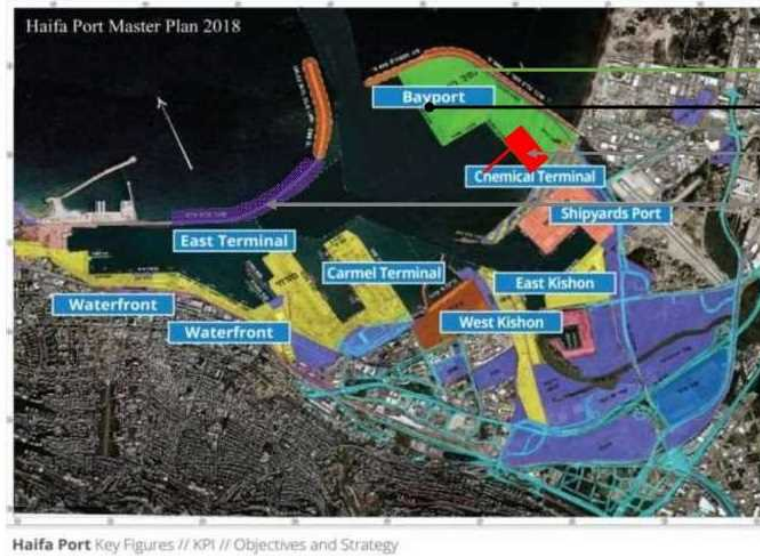 Haifa Port Master Plan 2018
Bayport
Chemical Terminal
Shipyards Port
East Terminal
Carmel Terminal
East Kishon
Waterfront
Waterfront
West Kishon
Haifa Port Key Figures // KPI // Objectives and Strategy